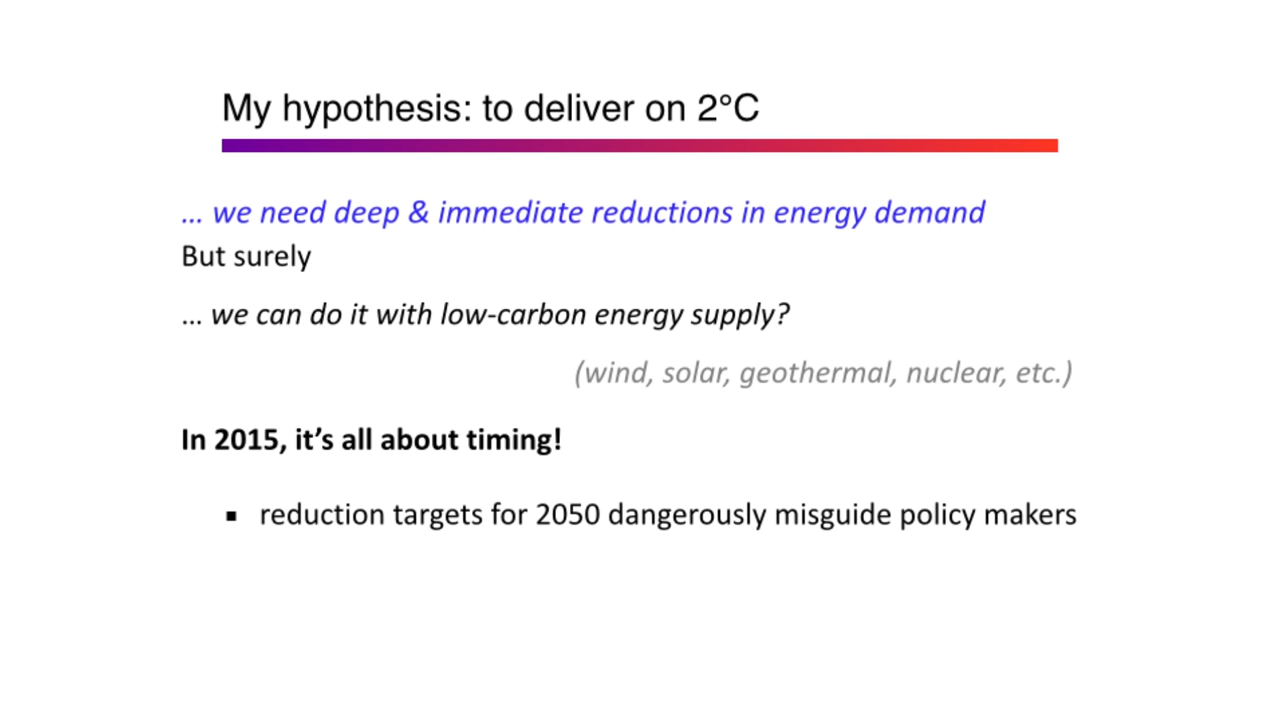 My hypothesis: to deliver on 2°C
... we need deep & immediate reductions in energy demand
But surely
... we can do it with low-carbon energy supply?
(wind, solar, geothermal, nuclear, etc.)
In 2015, it’s all about timing!
▪ reduction targets for 2050 dangerously misguide policy makers